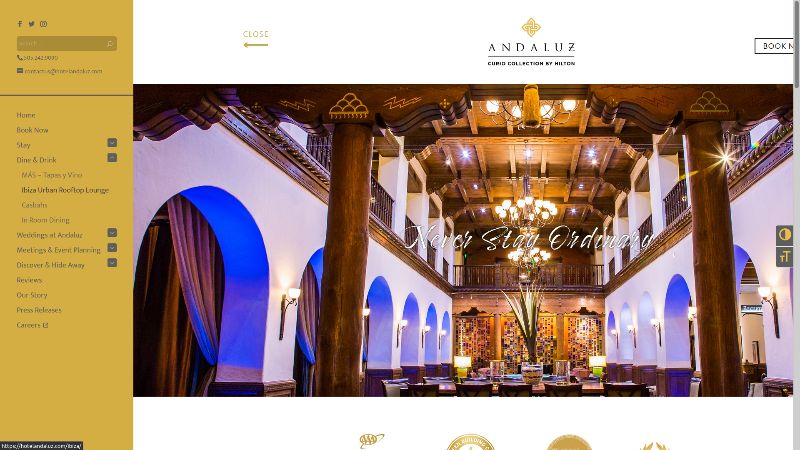 Search
505.242.9090
contactus@hotelandaluz.com
Home
Book Now
Stay
Dine & Drink
MÁS – Tapas y Vino
Ibiza Urban Rooftop Lounge
Casbahs
In Room Dining
Weddings at Andaluz
Meetings & Event Planning
Discover & Hide Away
Reviews
Our Story
Press Releases
Careers
CLOSE
ANDALUZ
CURIO COLLECTION BY HILTON
BOOK N
Never Stay Ordinary
https://hotelandaluz.com/ibiza/